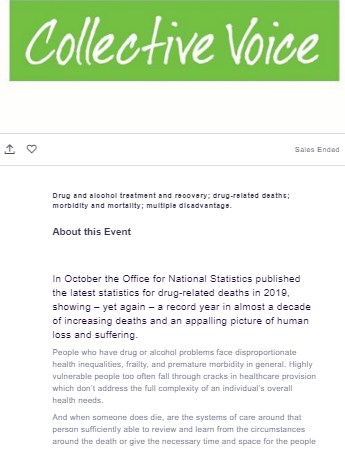 Collective Voice
Sales Ended
Drug and alcohol treatment and recovery; drug-related deaths;
morbidity and mortality; multiple disadvantage.
About this Event
In October the Office for National Statistics published
the latest statistics for drug-related deaths in 2019,
showing – yet again – a record year in almost a decade
of increasing deaths and an appalling picture of human
loss and suffering.
People who have drug or alcohol problems face disproportionate
health inequalities, frailty, and premature morbidity in general. Highly
vulnerable people too often fall through cracks in healthcare provision
which don't address the full complexity of an individual's overall
health needs.
And when someone does die, are the systems of care around that
person sufficiently able to review and learn from the circumstances
around the death or give the necessary time and space for the people